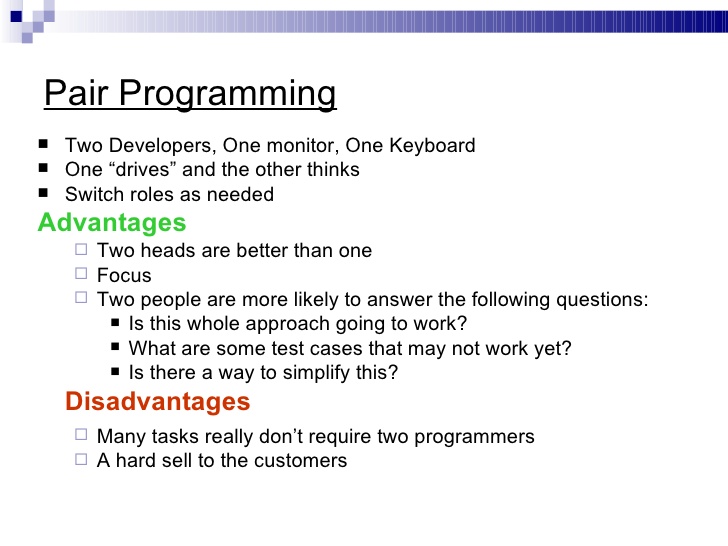 Pair Programming
Two Developers, One monitor, One Keyboard
One “drives” and the other thinks
Switch roles as needed
Advantages
Two heads are better than one
Focus
Two people are more likely to answer the following questions:
Is this whole approach going to work?
What are some test cases that may not work yet?
Is there a way to simplify this?
Disadvantages
Many tasks really don’t require two programmers
A hard sell to the customers